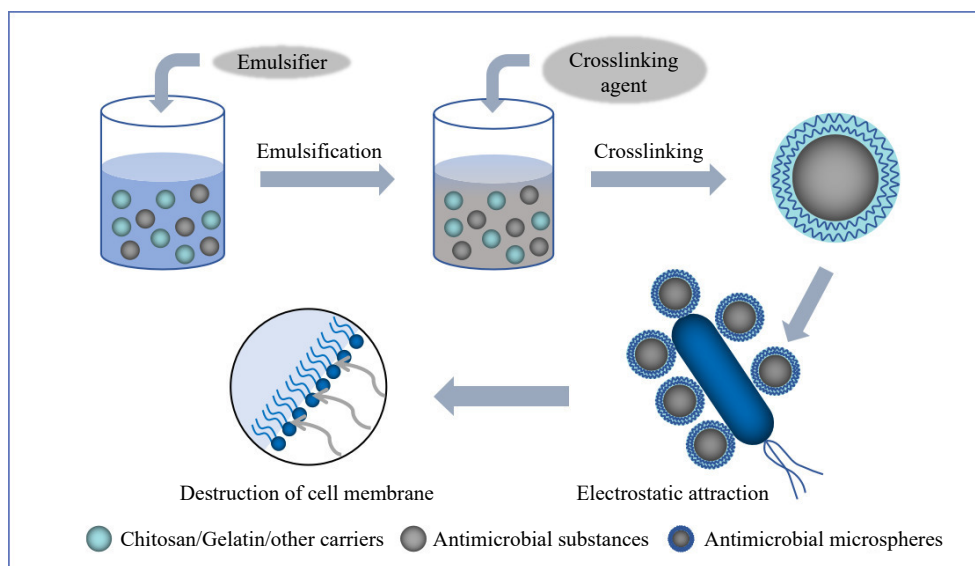 Emulsifier
Crosslinking
agent
Emulsification
Crosslinking
Destruction of cell membrane
Electrostatic attraction
Chitosan/Gelatin/other carriers
Antimicrobial substances
Antimicrobial microspheres